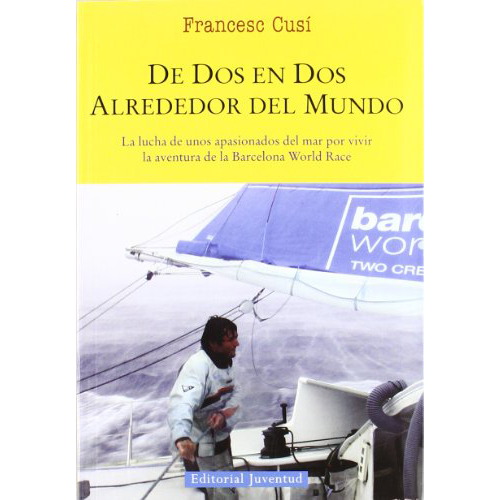 Francesc Cusí
DE DOS EN DOS
ALREDEDOR DEL MUNDO
La lucha de unos apasionados del mar por vivir
la aventura de la Barcelona World Race
bar
wor
TWO CRE
Editorial Juventud